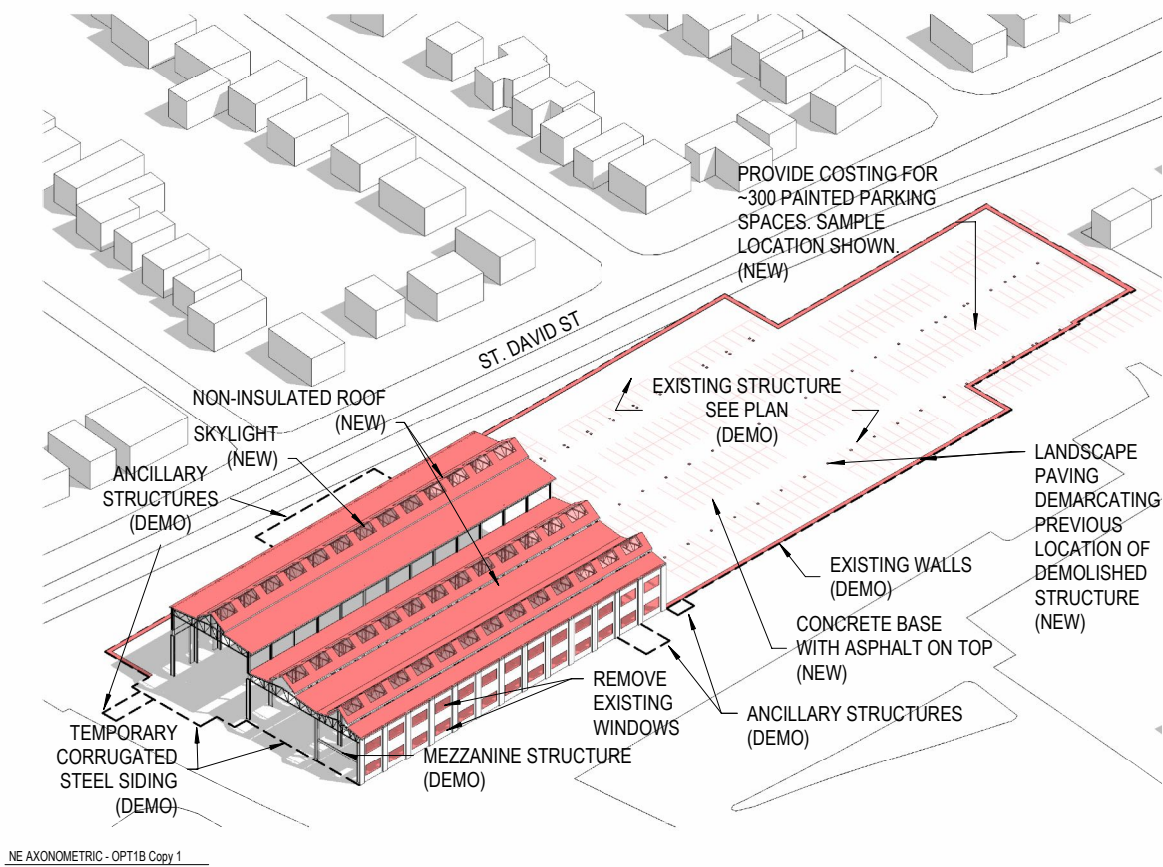 PROVIDE COSTING FOR
~300 PAINTED PARKING
SPACES. SAMPLE
LOCATION SHOWN.
(NEW)
ST. DAVID ST
NON-INSULATED ROOF
(NEW)
SKYLIGHT
(NEW)
EXISTING STRUCTURE
SEE PLAN
(DEMO)
ANCILLARY
STRUCTURES
(DEMO)
LANDSCAPE
PAVING
DEMARCATING
PREVIOUS
LOCATION OF
DEMOLISHED
STRUCTURE
(NEW)
EXISTING WALLS
(DEMO)
CONCRETE BASE
WITH ASPHALT ON TOP
(NEW)
REMOVE
EXISTING
WINDOWS
ANCILLARY STRUCTURES
(DEMO)
TEMPORARY
CORRUGATED
STEEL SIDING
(DEMO)
MEZZANINE STRUCTURE
(DEMO)
NE AXONOMETRIC - OPT1B Copy 1